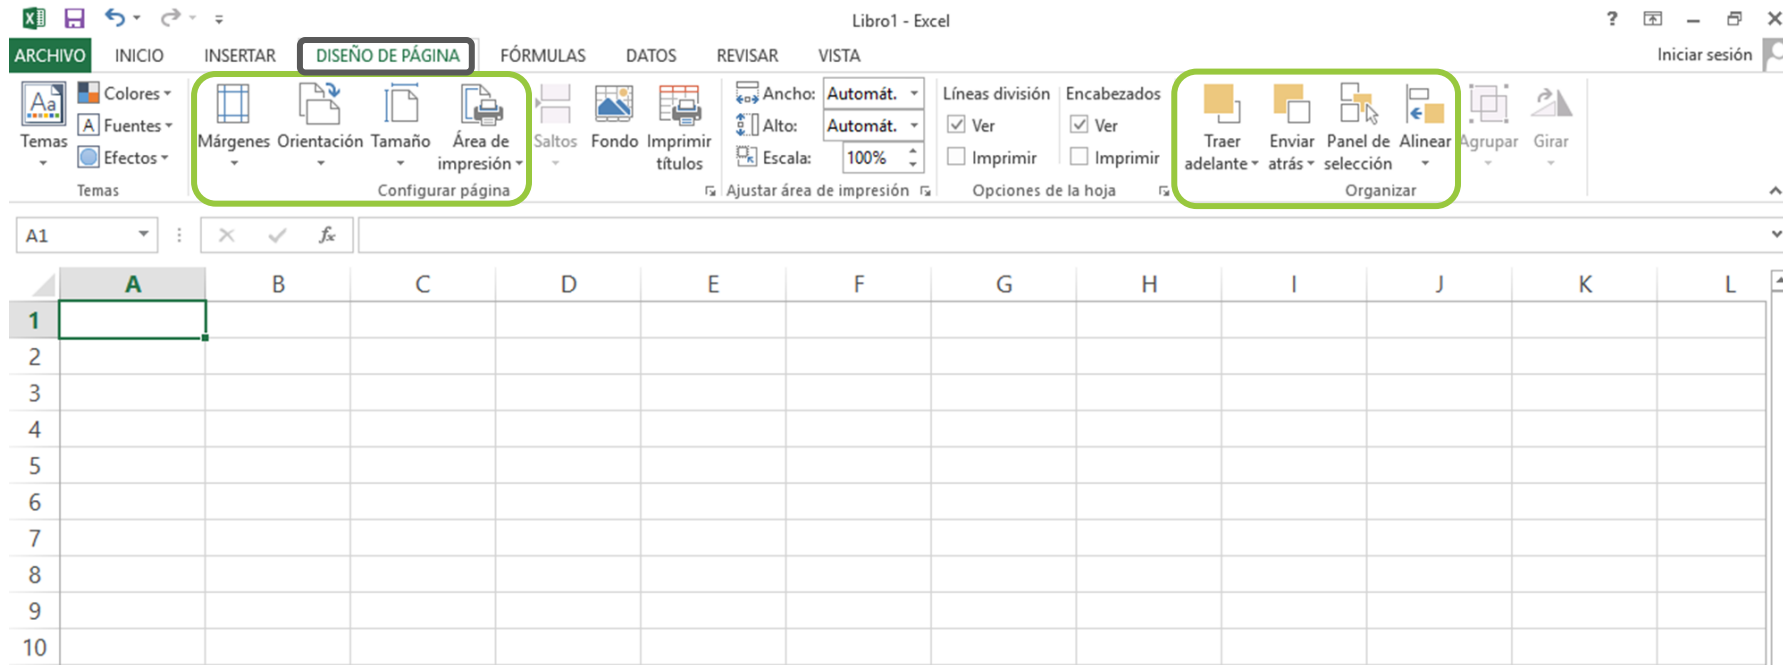 Libro1 - Excel
?
ARCHIVO INICIO INSERTAR DISEÑO DE PÁGINA FÓRMULAS DATOS REVISAR VISTA Iniciar sesión
Aa Temas
Colores
A Fuentes
Efectos
Temas
Márgenes Orientación Tamaño Área de impresión Saltos Fondo Imprimir títulos
Configurar página
Ancho: Automát.
Alto: Automát.
Escala: 100%
Ajustar área de impresión
Líneas división Encabezados
Ver Ver
Imprimir Imprimir
Opciones de la hoja
Traer adelante Enviar atrás Panel de selección Alinear Agrupar Girar
Organizar
A1 fx
A B C D E F G H I J K L
1
2
3
4
5
6
7
8
9
10